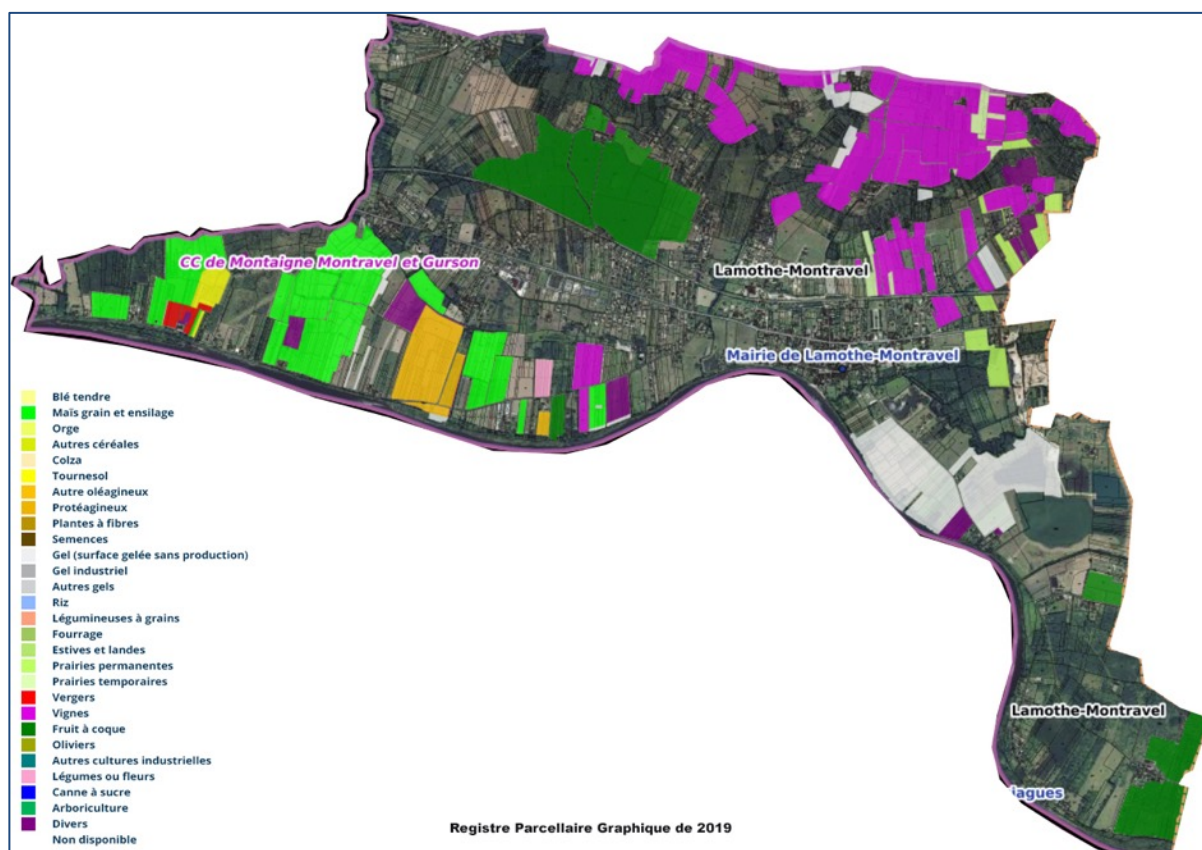 CC de Montaigne Montravel et Gurson
Lamothe-Montravel
Mairie de Lamothe-Montravel
Blé tendre
Maïs grain et ensilage
Orge
Autres céréales
Colza
Tournesol
Autre oléagineux
Protéagineux
Plantes à fibres
Semences
Gel (surface gelée sans production)
Gel industriel
Autres gels
Riz
Légumineuses à grains
Fourrage
Estives et landes
Prairies permanentes
Prairies temporaires
Vergers
Vignes
Fruit à coque
Oliviers
Autres cultures industrielles
Légumes ou fleurs
Canne à sucre
Arboriculture
Divers
Non disponible
Lamothe-Montravel
iagues
Registre Parcellaire Graphique de 2019